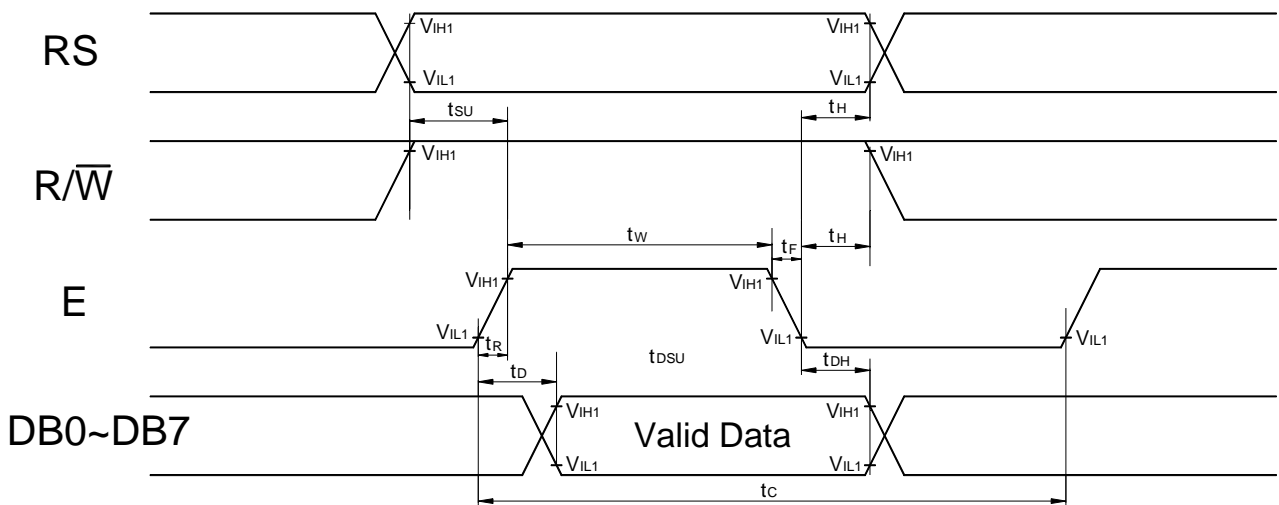 RS
VIH1
VIH1
VIL1
VIL1
tSU
tH
R/W̅
VIH1
VIH1
tW
tF
tH
E
VIH1
VIH1
VIL1
VIL1
VIL1
tR
tD
tDSU
tDH
DB0~DB7
VIH1
VIH1
Valid Data
VIL1
VIL1
tC